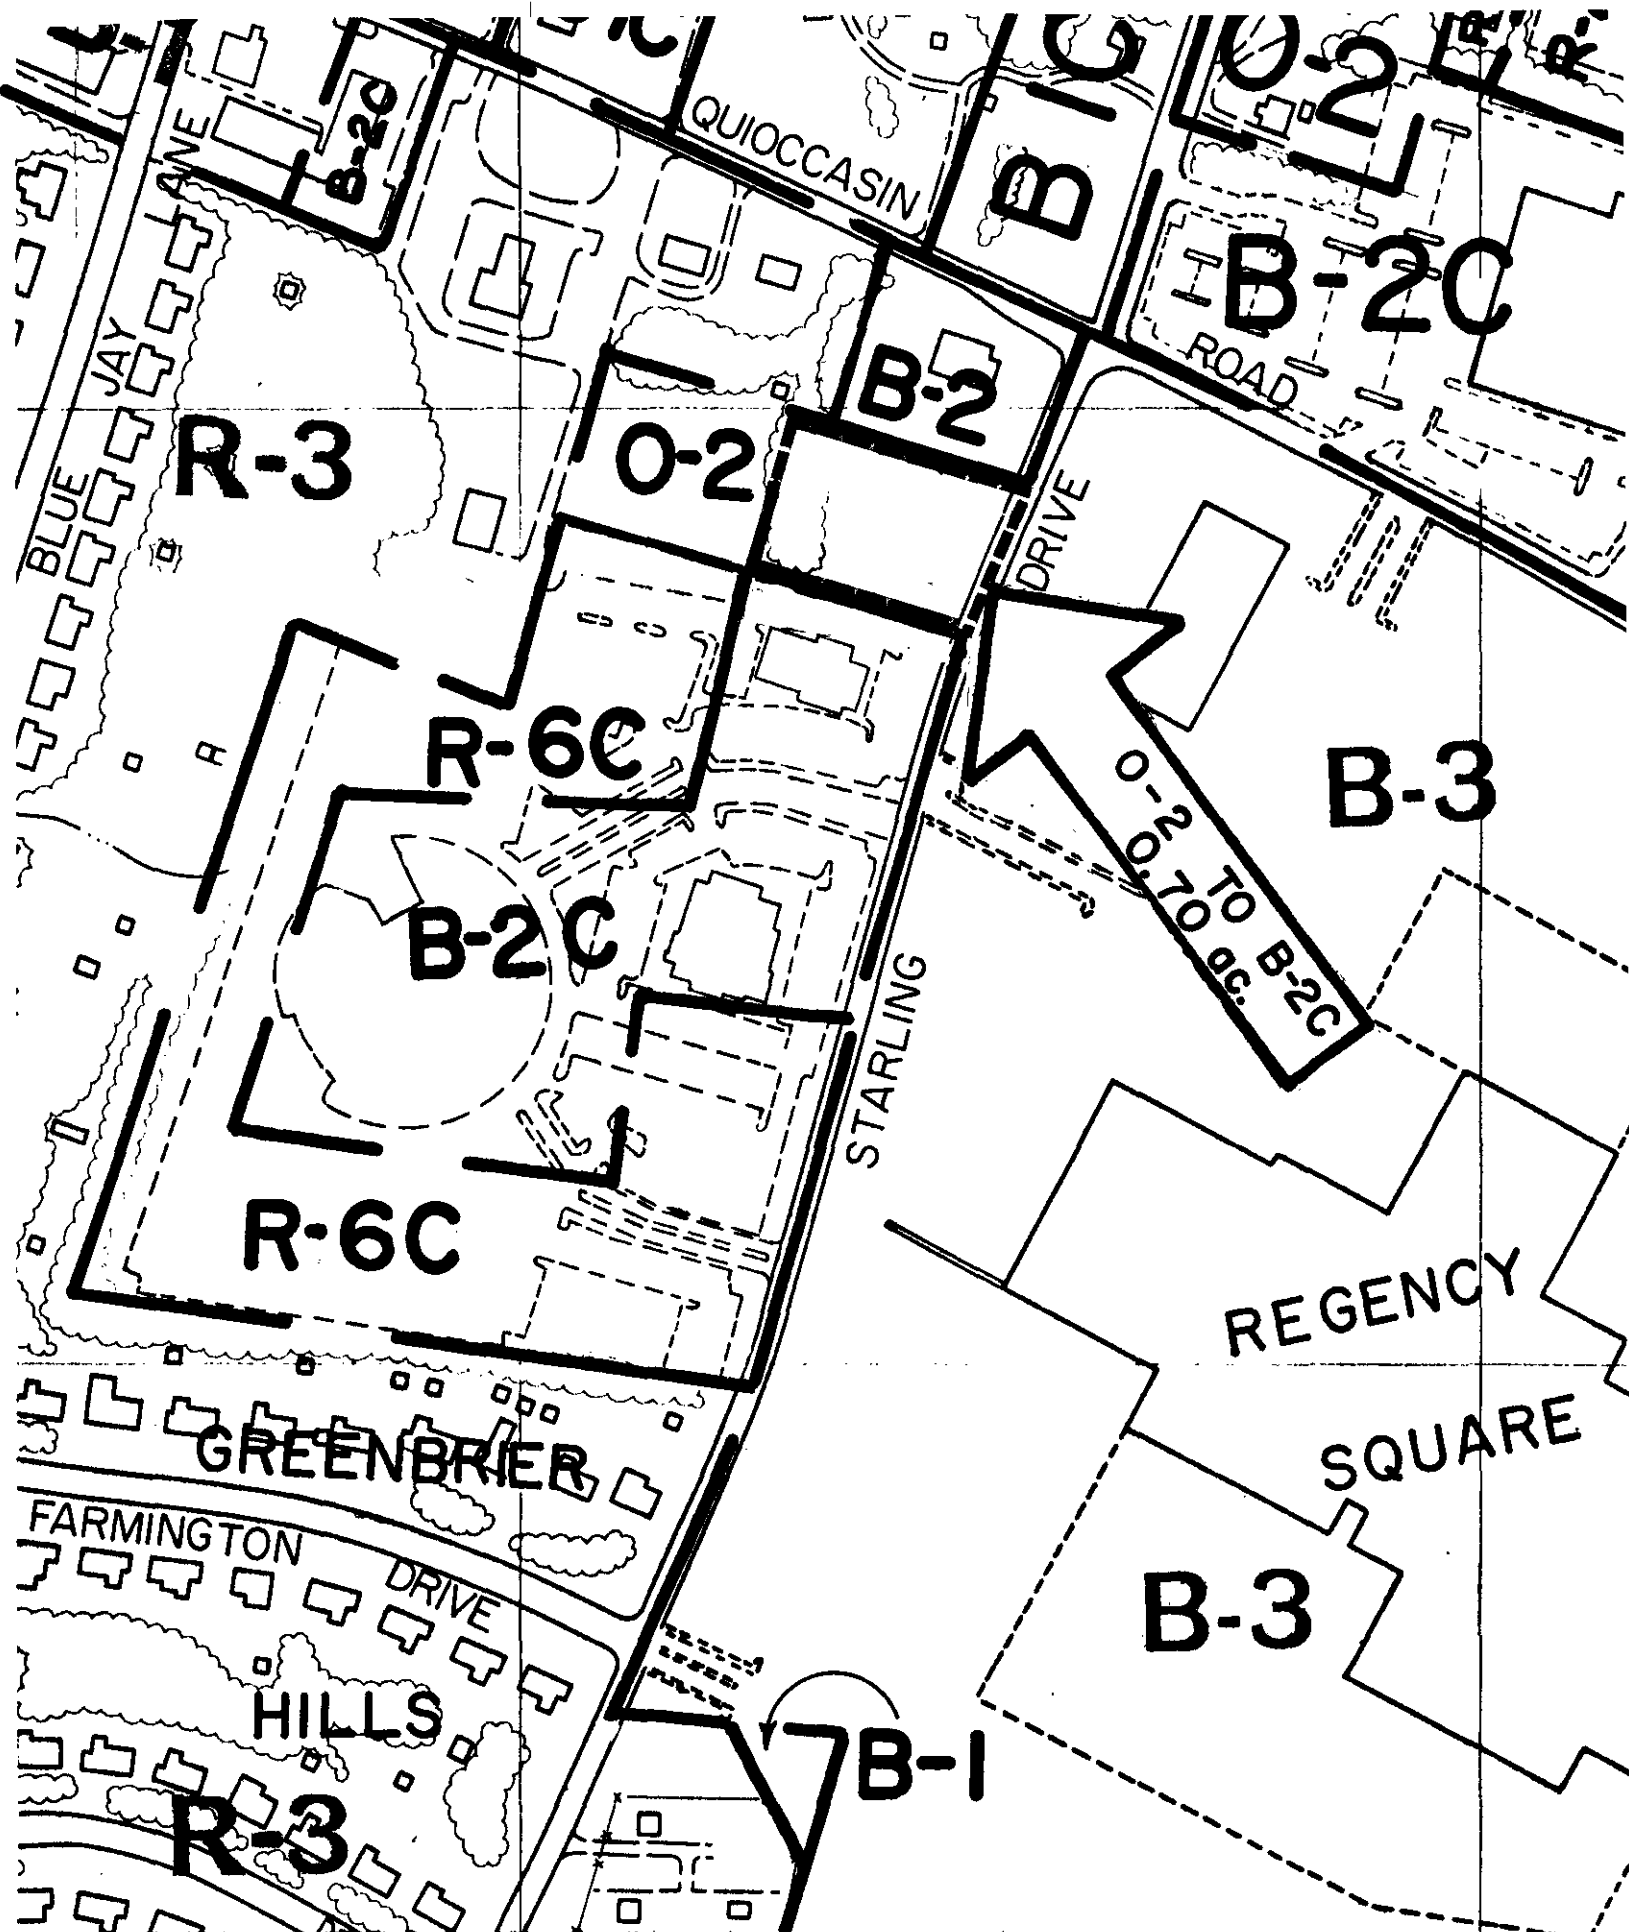 B-2C
O-2
QUIOCCASIN
ROAD
B-2C
LANE
JAY
BLUE
R-3
O-2
B-2
DRIVE
STARLING
O-2 TO B-2C
0.70 ac.
B-3
R-6C
B-2C
R-6C
REGENCY
SQUARE
GREENBRIER
FARMINGTON
DRIVE
HILLS
R-3
B-3
B-1